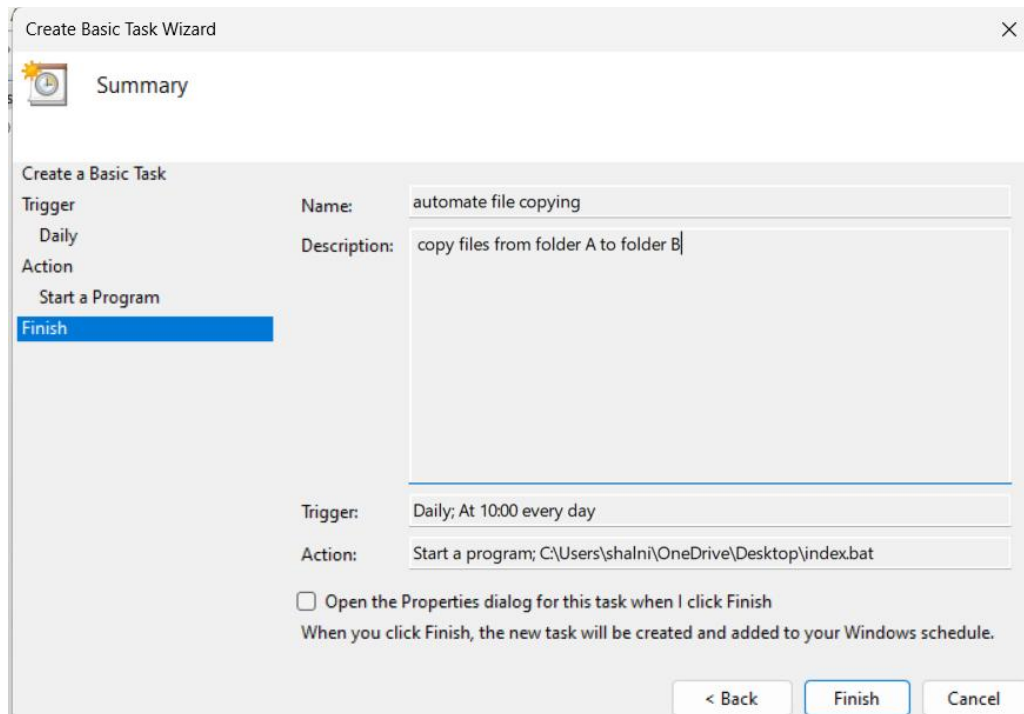 Create Basic Task Wizard
Summary
Create a Basic Task
Trigger
Daily
Action
Start a Program
Finish
Name: automate file copying
Description: copy files from folder A to folder B
Trigger: Daily; At 10:00 every day
Action: Start a program; C:\Users\shalni\OneDrive\Desktop\index.bat
Open the Properties dialog for this task when I click Finish
When you click Finish, the new task will be created and added to your Windows schedule.
< Back Finish Cancel